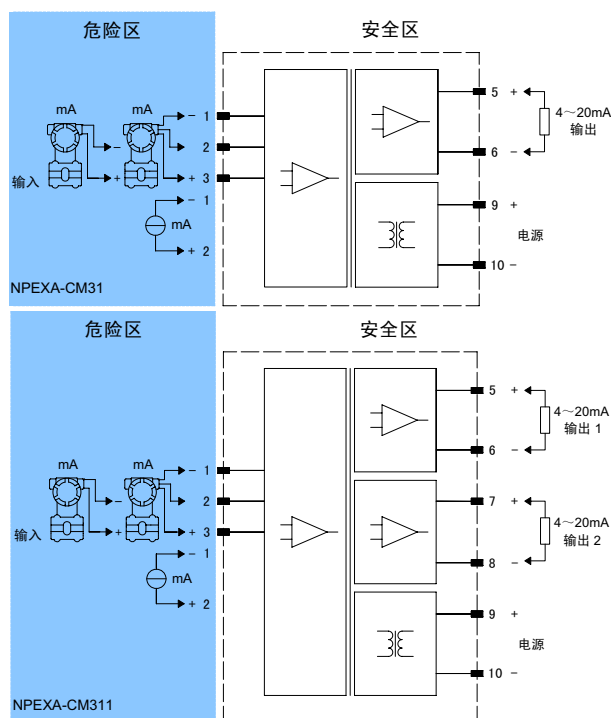 危险区 安全区
mA mA
- 1
- 2
输入 + + 3
- 1
mA
+ 2
5 +
4～20mA
输出
6 -
9 +
电源
10 -
NPEXA-CM31
危险区 安全区
mA mA
- 1
- 2
输入 + + 3
- 1
mA
+ 2
5 +
4～20mA
输出 1
6 -
7 +
4～20mA
输出 2
8 -
9 +
电源
10 -
NPEXA-CM311